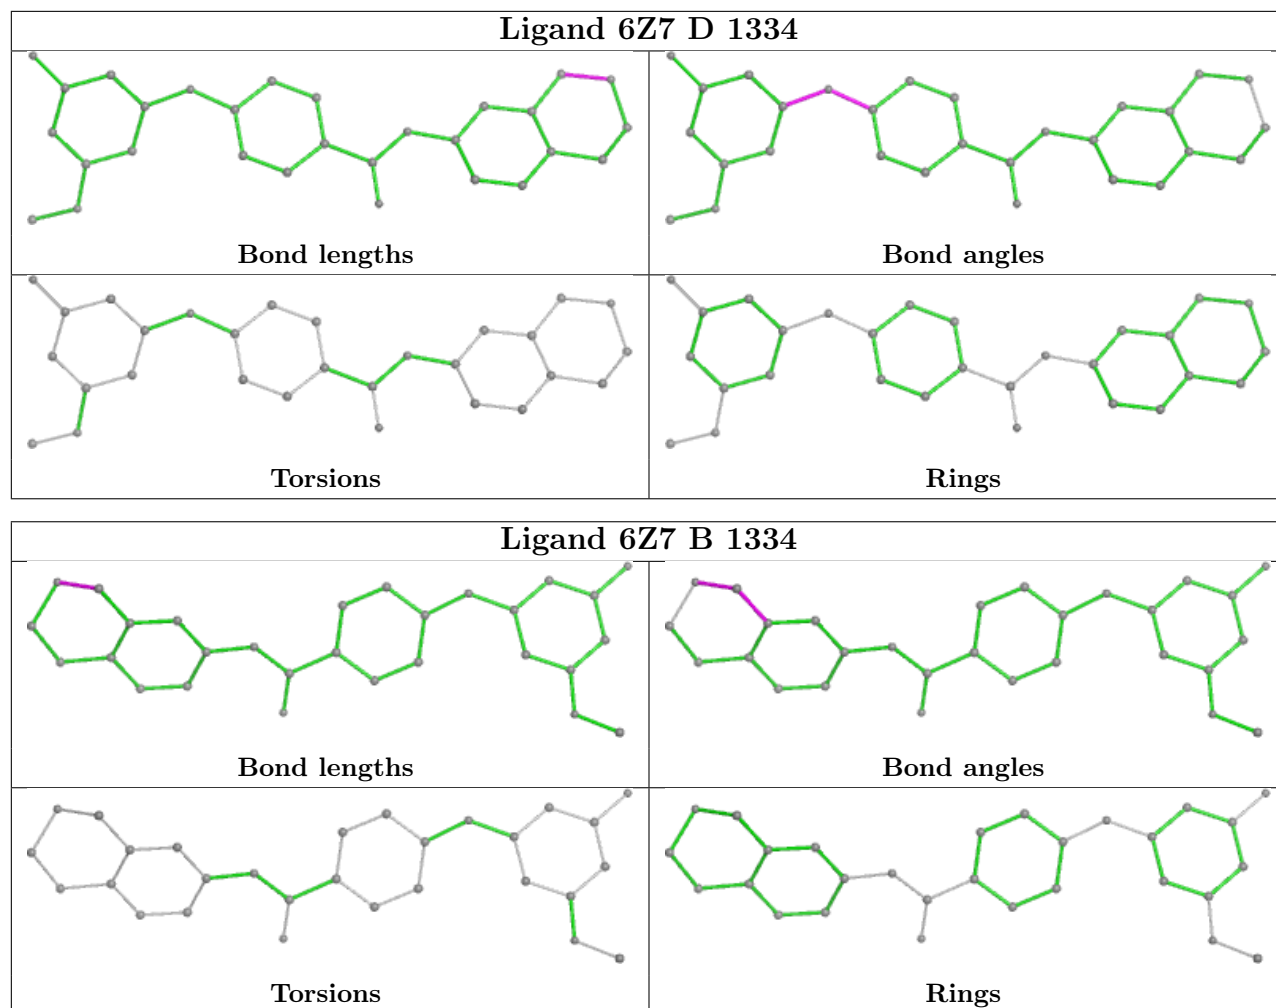 Ligand 6Z7 D 1334
Bond lengths
Bond angles
Torsions
Rings
Ligand 6Z7 B 1334
Bond lengths
Bond angles
Torsions
Rings